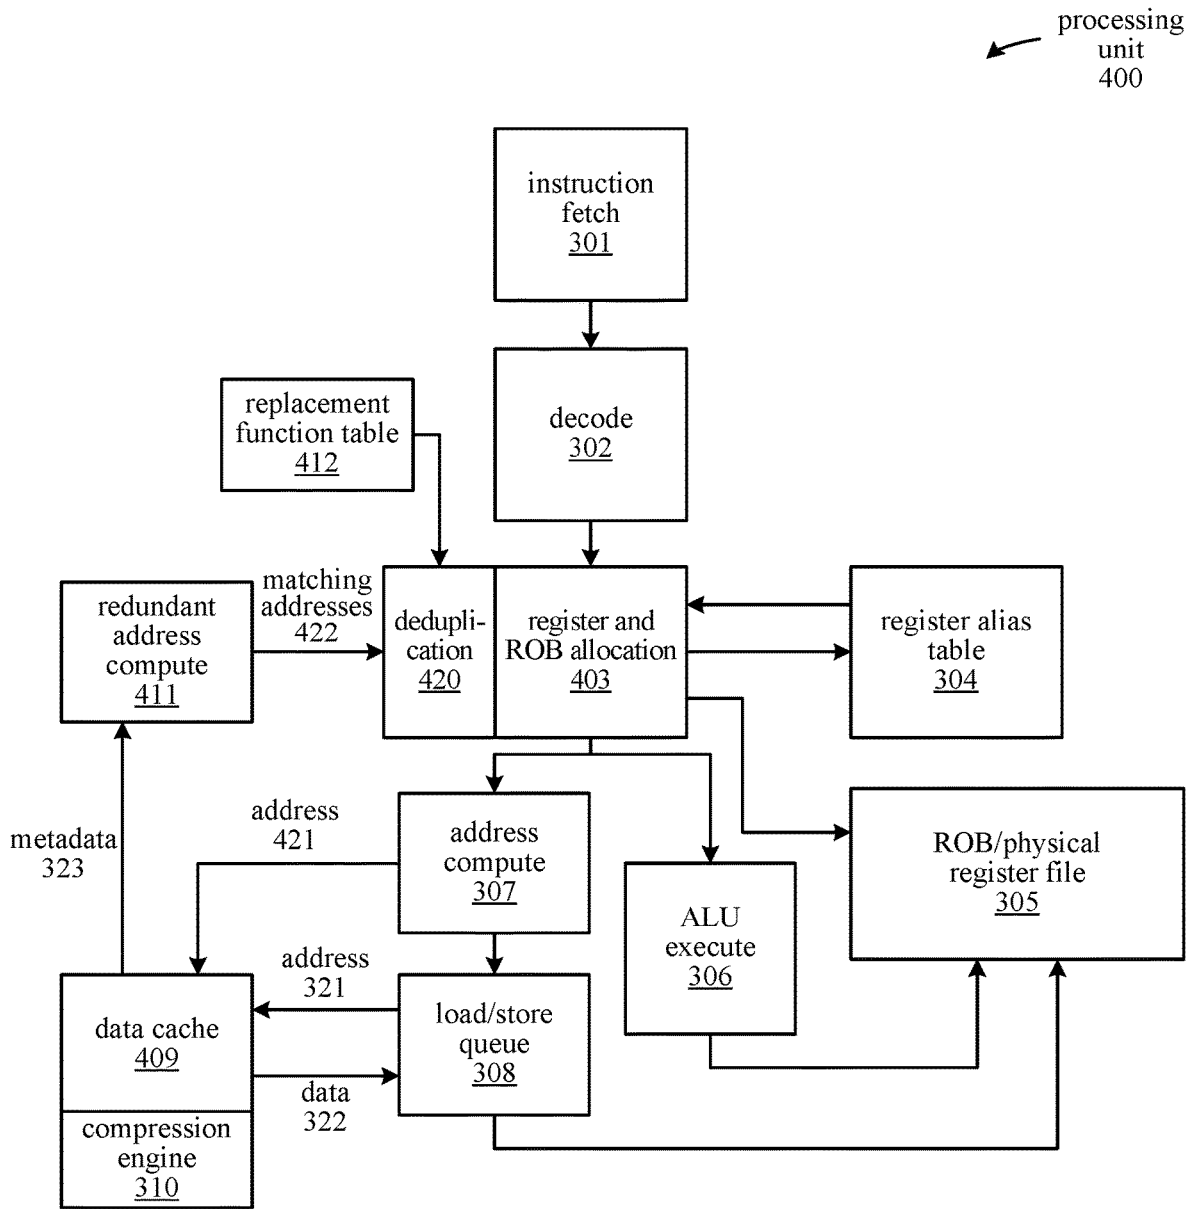 processing
unit
400
instruction
fetch
301
decode
302
replacement
function table
412
matching
addresses
422
redundant
address
compute
411
dedupli-
cation
420
register and
ROB allocation
403
register alias
table
304
metadata
323
address
421
address
compute
307
ALU
execute
306
ROB/physical
register file
305
address
321
data cache
409
load/store
queue
308
data
322
compression
engine
310